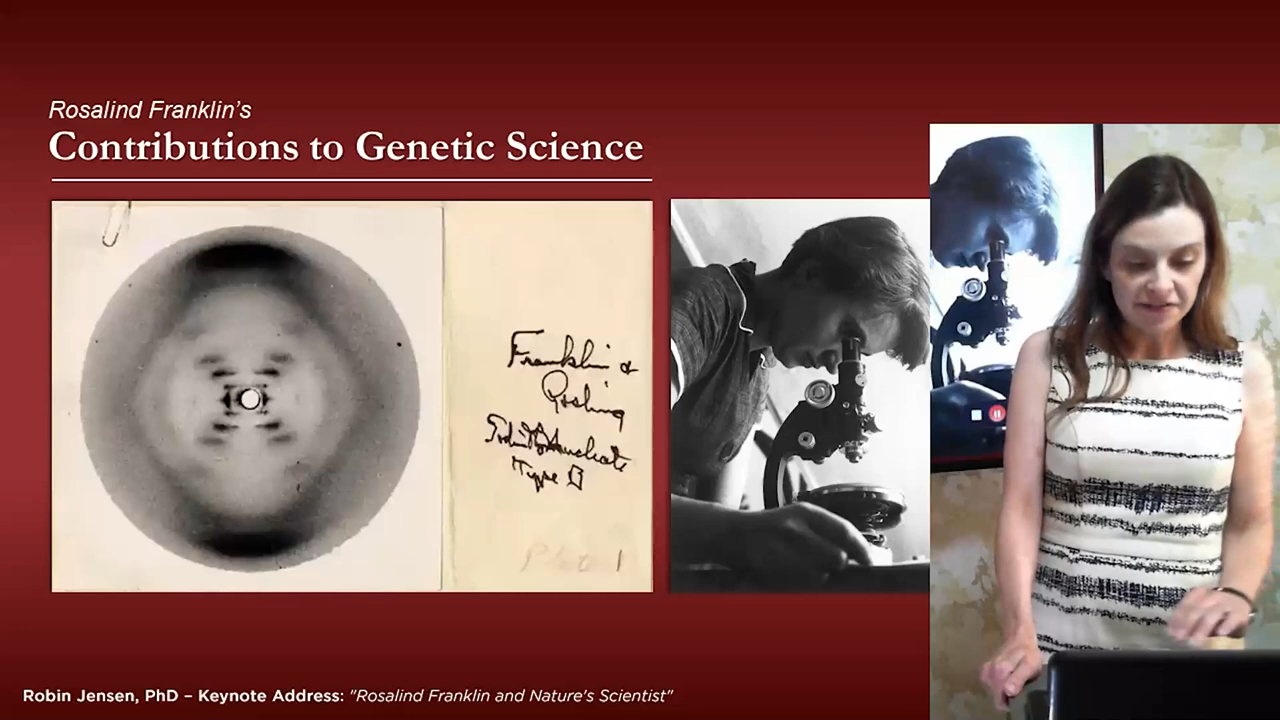 Rosalind Franklin's
Contributions to Genetic Science
Franklin &
Gosling
Type B
Robin Jensen, PhD – Keynote Address: "Rosalind Franklin and Nature's Scientist"